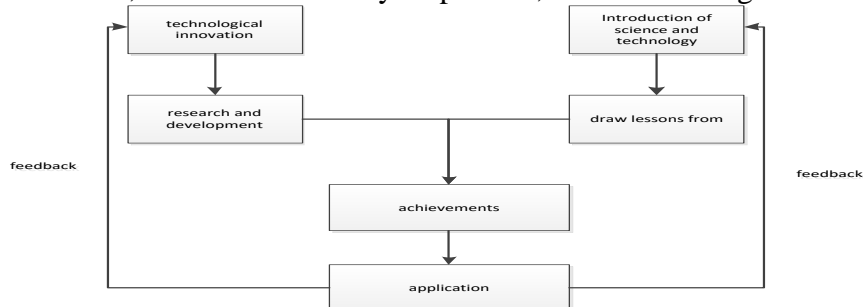 technological
innovation
Introduction of
science and
technology
research and
development
draw lessons from
feedback
feedback
achievements
application